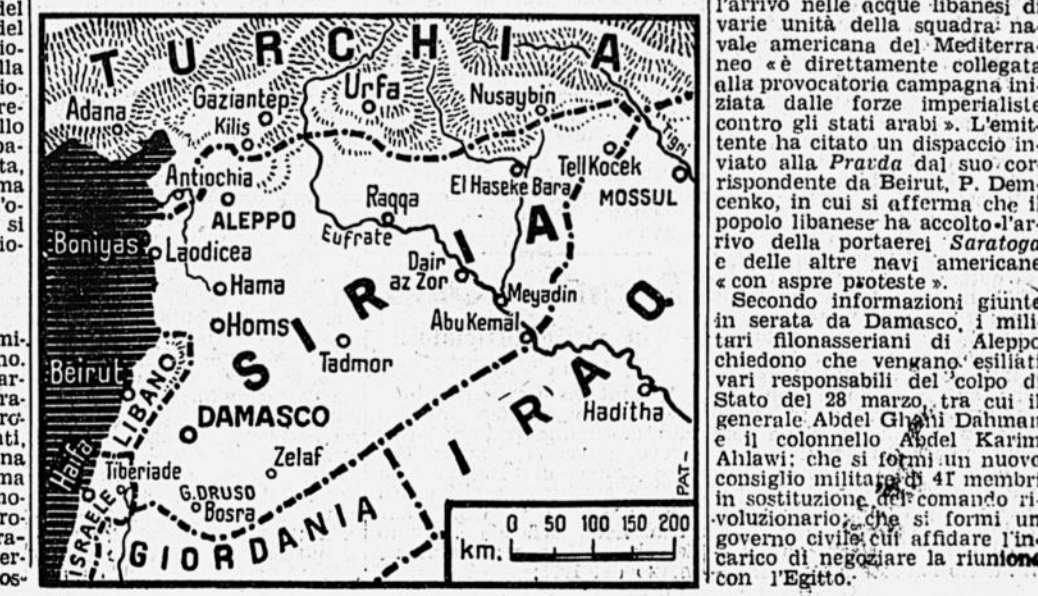 del
del
TURCHIA
Adana
Gaziantep
Urfa
Nusaybin
Kilis
Tigri
Tell Kocek
Antiochia
El Haseke Bara
MOSSUL
ALEPPO
Raqqa
Eufrate
Boniyas
Laodicea
SIRIA
Dair
az Zor
Hama
Meyadin
Homs
Abu Kemal
IRAQ
Tadmor
Beirut
LIBANO
Haditha
DAMASCO
Haifa
Tiberiade
Zelaf
G. DRUSO
Bosra
ISRAELE
GIORDANIA
PAT-
0 50 100 150 200
km.
l'arrivo nelle acque libanesi di
varie unità della squadra na-
vale americana del Mediterra-
neo «è direttamente collegata
alla provocatoria campagna ini-
ziata dalle forze imperialiste
contro gli stati arabi». L'emit-
tente ha citato un dispaccio in-
viato alla Pravda dal suo cor-
rispondente da Beirut, P. Dem-
cenko, in cui si afferma che il
popolo libanese ha accolto l'ar-
rivo della portaerei Saratoga
e delle altre navi americane
« con aspre proteste ».
Secondo informazioni giunte
in serata da Damasco, i mili-
tari filonasseriani di Aleppo
chiedono che vengano esiliati
vari responsabili del colpo di
Stato del 28 marzo, tra cui il
generale Abdel Ghani Dahman
e il colonnello Abdel Karim
Ahlawi; che si formi un nuovo
consiglio militare di 41 membri
in sostituzione del comando ri-
voluzionario; che si formi un
governo civile cui affidare l'in-
carico di negoziare la riunione
con l'Egitto.